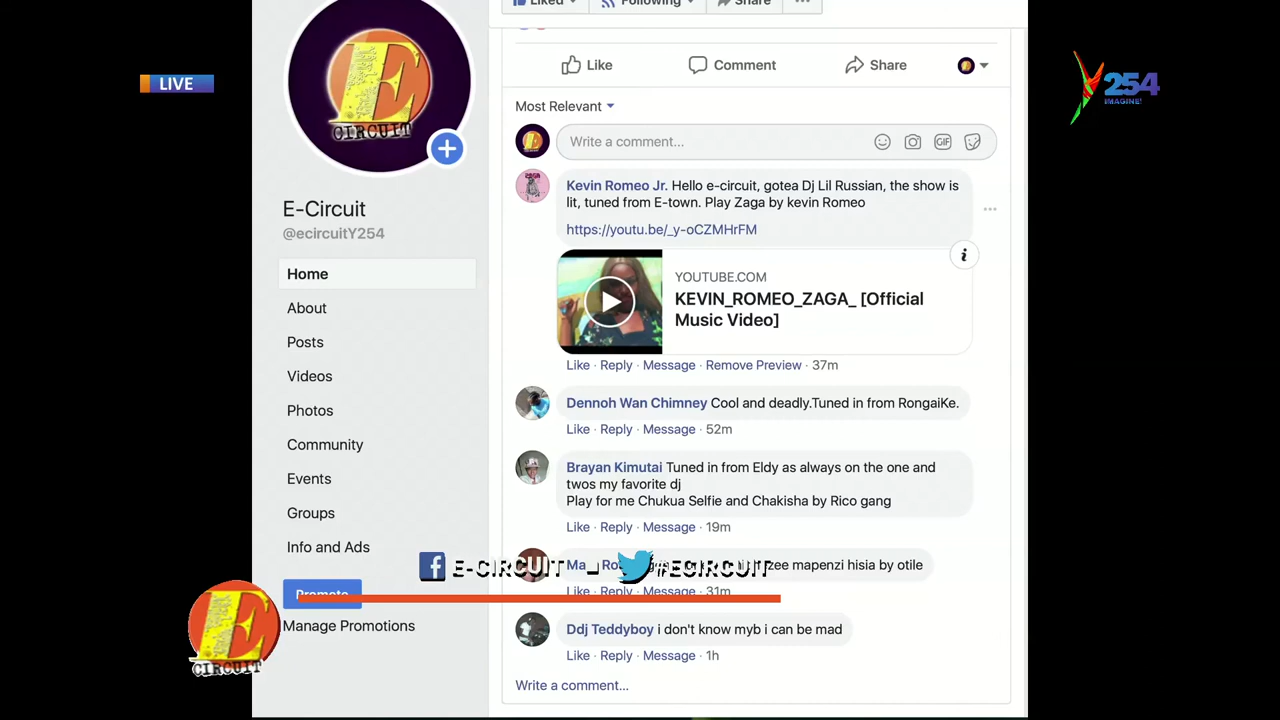 Liked
Following
Share
LIVE
Y254
IMAGINE!
E
CIRCUIT
Like
Comment
Share
Most Relevant
Write a comment...
GIF
E-Circuit
@ecircuitY254
Home
About
Posts
Videos
Photos
Community
Events
Groups
Info and Ads
Promote
Manage Promotions
Kevin Romeo Jr. Hello e-circuit, gotea Dj Lil Russian, the show is
lit, tuned from E-town. Play Zaga by kevin Romeo
https://youtu.be/_y-oCZMHrFM
YOUTUBE.COM
KEVIN_ROMEO_ZAGA_ [Official
Music Video]
Like · Reply · Message · Remove Preview · 37m
Dennoh Wan Chimney Cool and deadly.Tuned in from RongaiKe.
Like · Reply · Message · 52m
Brayan Kimutai Tuned in from Eldy as always on the one and
twos my favorite dj
Play for me Chukua Selfie and Chakisha by Rico gang
Like · Reply · Message · 19m
mapenzi hisia by otile
Like · Reply · Message · 31m
Ddj Teddyboy i don't know myb i can be mad
Like · Reply · Message · 1h
Write a comment...
E-CIRCUIT - #ECIRCUIT
E
CIRCUIT